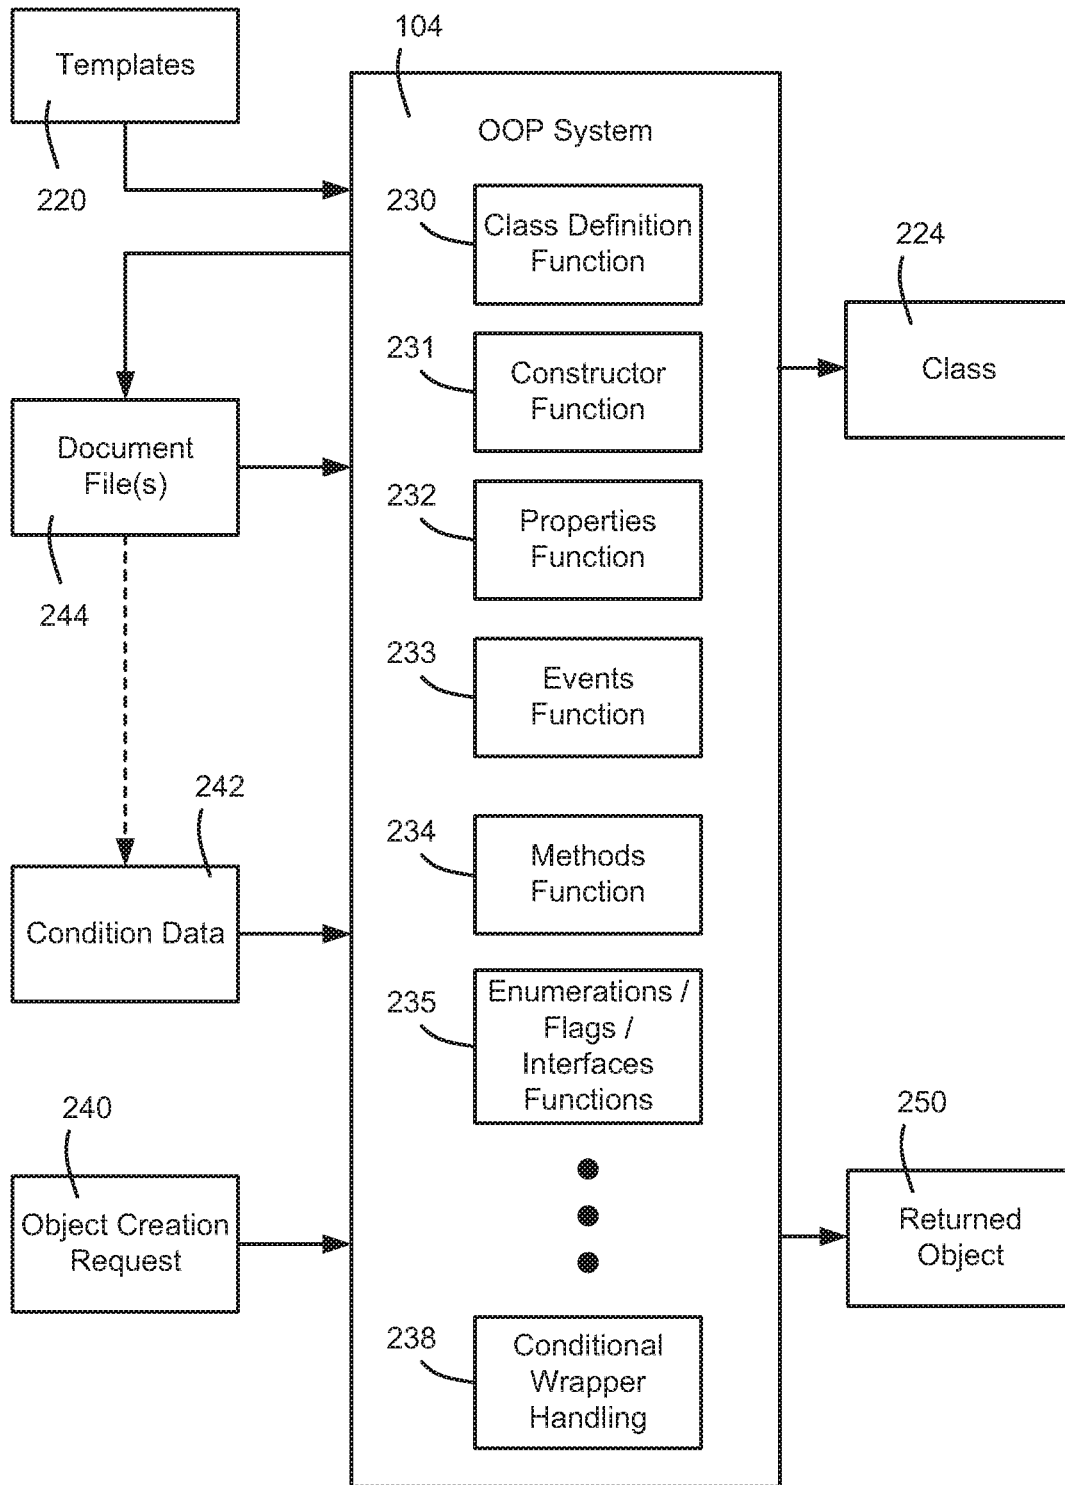 Templates
220
104
OOP System
230
Class Definition
Function
224
Class
231
Constructor
Function
Document
File(s)
244
232
Properties
Function
233
Events
Function
242
Condition Data
234
Methods
Function
235
Enumerations /
Flags /
Interfaces
Functions
240
Object Creation
Request
250
Returned
Object
238
Conditional
Wrapper
Handling